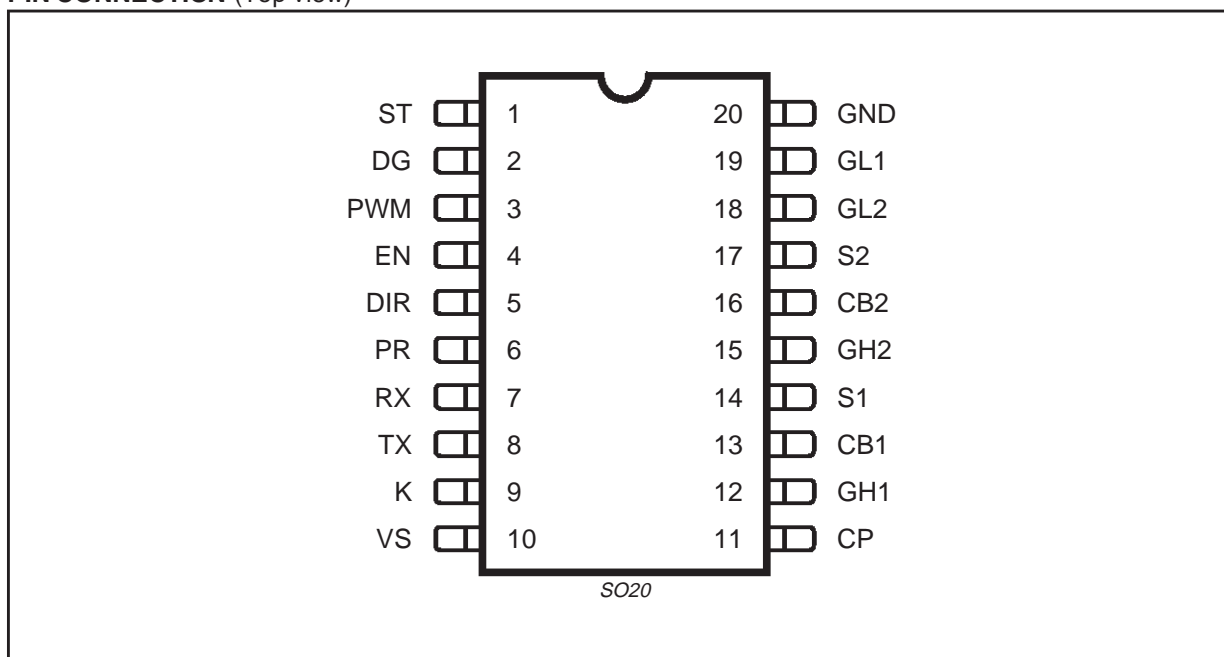 PIN CONNECTION (Top view)
ST 1 20 GND
DG 2 19 GL1
PWM 3 18 GL2
EN 4 17 S2
DIR 5 16 CB2
PR 6 15 GH2
RX 7 14 S1
TX 8 13 CB1
K 9 12 GH1
VS 10 11 CP
SO20